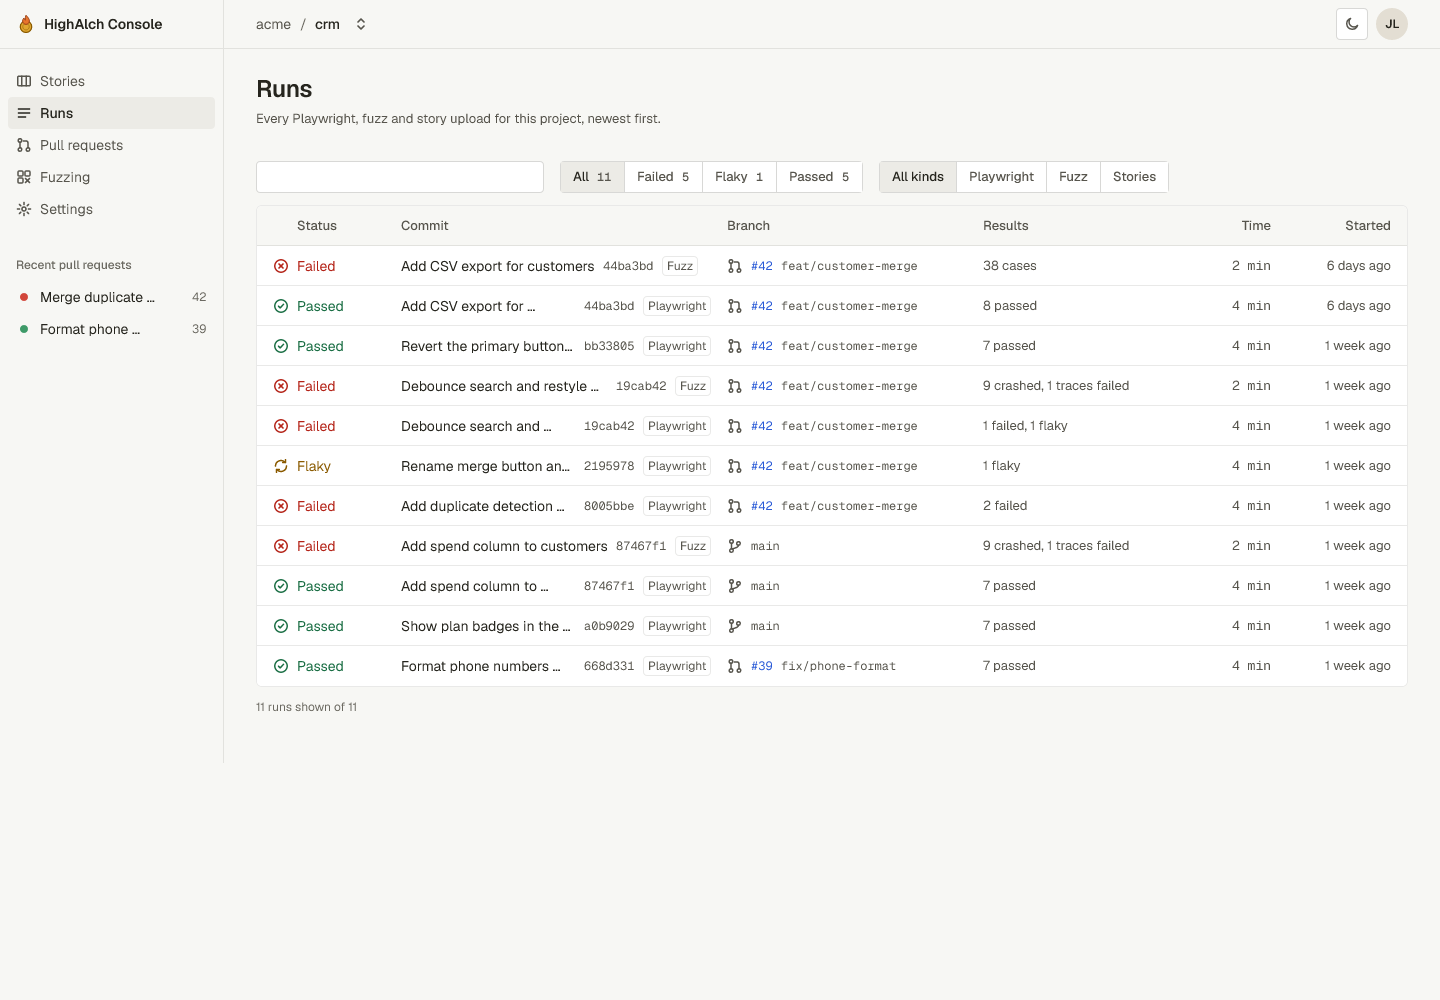 HighAlch Console
acme / crm
JL
Stories
Runs
Pull requests
Fuzzing
Settings
Recent pull requests
Merge duplicate … 42
Format phone … 39
Runs
Every Playwright, fuzz and story upload for this project, newest first.
All 11 Failed 5 Flaky 1 Passed 5
All kinds Playwright Fuzz Stories
Status Commit Branch Results Time Started
Failed Add CSV export for customers 44ba3bd Fuzz #42 feat/customer-merge 38 cases 2 min 6 days ago
Passed Add CSV export for … 44ba3bd Playwright #42 feat/customer-merge 8 passed 4 min 6 days ago
Passed Revert the primary button… bb33805 Playwright #42 feat/customer-merge 7 passed 4 min 1 week ago
Failed Debounce search and restyle … 19cab42 Fuzz #42 feat/customer-merge 9 crashed, 1 traces failed 2 min 1 week ago
Failed Debounce search and … 19cab42 Playwright #42 feat/customer-merge 1 failed, 1 flaky 4 min 1 week ago
Flaky Rename merge button an… 2195978 Playwright #42 feat/customer-merge 1 flaky 4 min 1 week ago
Failed Add duplicate detection … 8005bbe Playwright #42 feat/customer-merge 2 failed 4 min 1 week ago
Failed Add spend column to customers 87467f1 Fuzz main 9 crashed, 1 traces failed 2 min 1 week ago
Passed Add spend column to … 87467f1 Playwright main 7 passed 4 min 1 week ago
Passed Show plan badges in the … a0b9029 Playwright main 7 passed 4 min 1 week ago
Passed Format phone numbers … 668d331 Playwright #39 fix/phone-format 7 passed 4 min 1 week ago
11 runs shown of 11